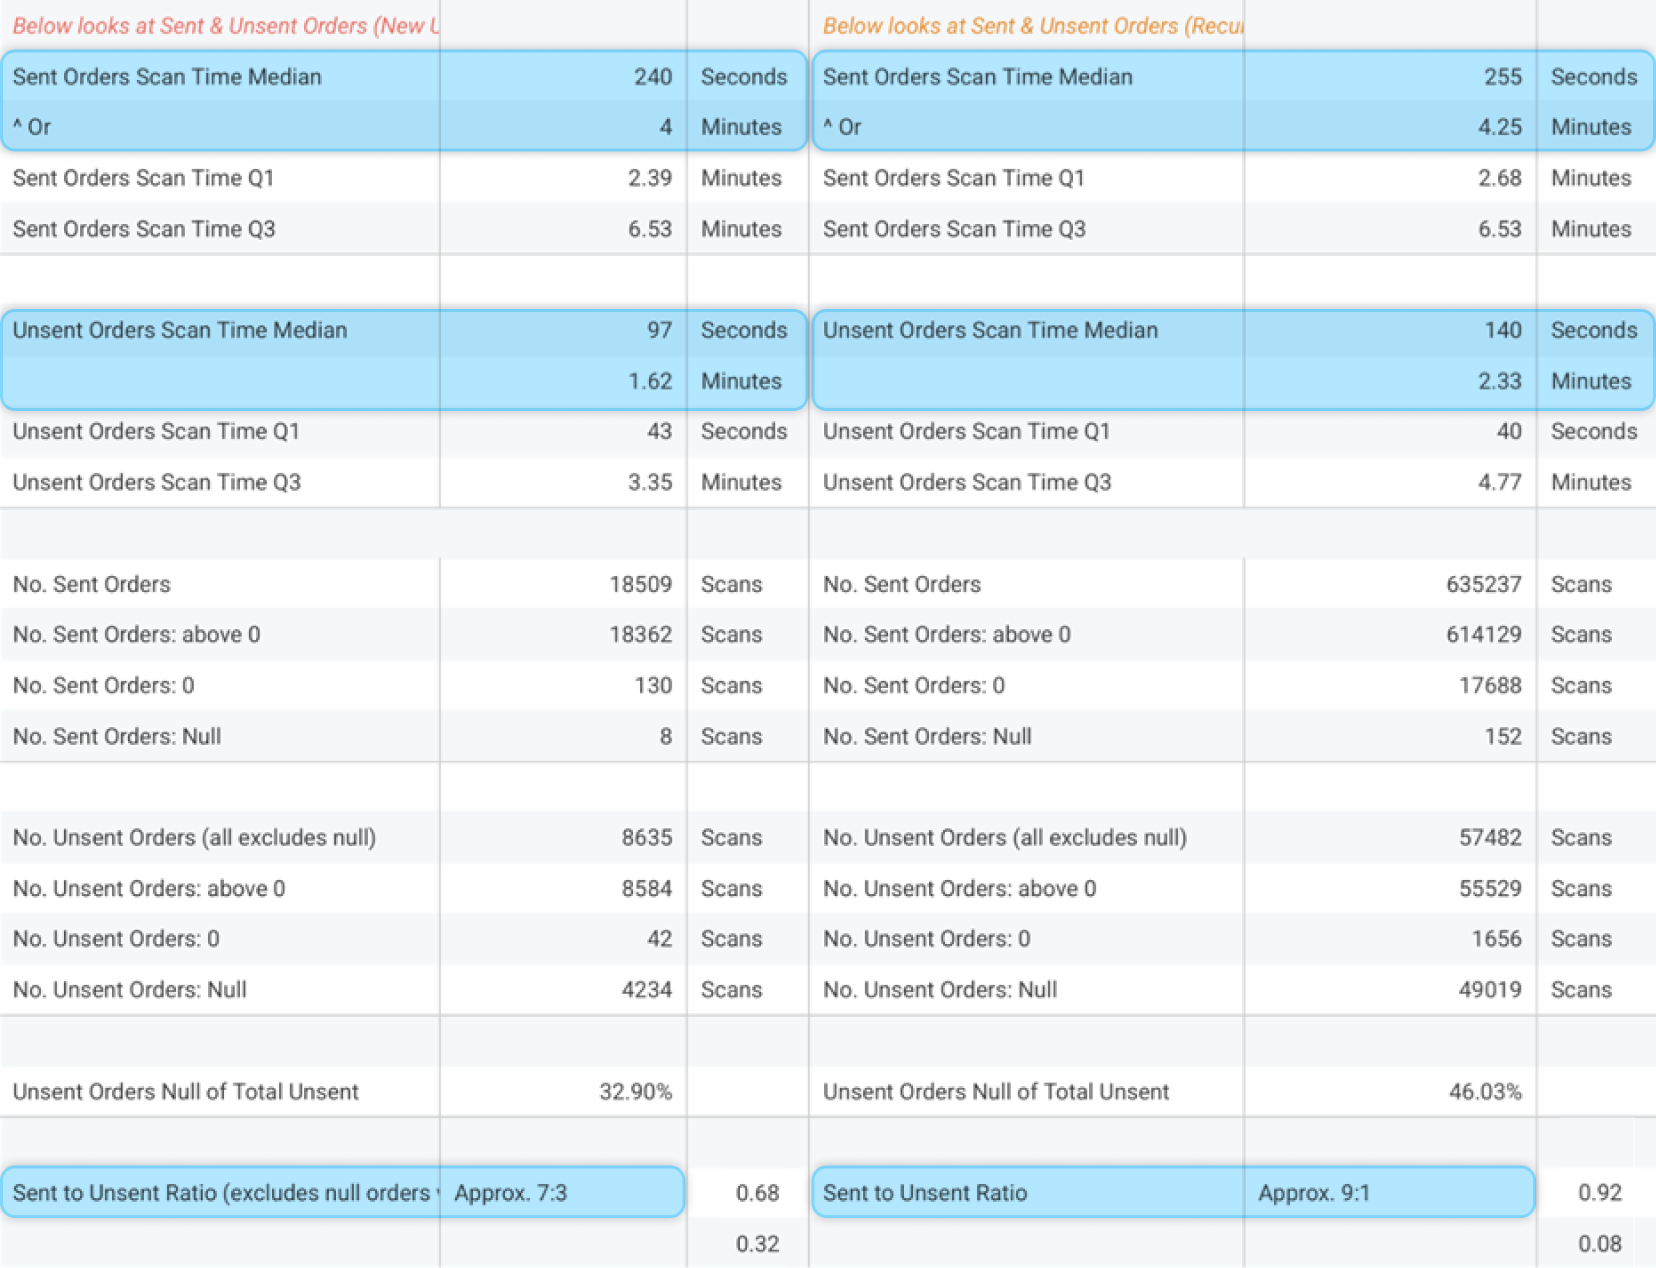 Below looks at Sent & Unsent Orders (New Below looks at Sent & Unsent Orders
Sent Orders Scan Time Median 240 Seconds Sent Orders Scan Time Median 255 Seconds
^ Or 4 Minutes ^ Or 4.25 Minutes
Sent Orders Scan Time Q1 2.39 Minutes Sent Orders Scan Time Q1 2.68 Minutes
Sent Orders Scan Time Q3 6.53 Minutes Sent Orders Scan Time Q3 6.53 Minutes
Unsent Orders Scan Time Median 97 Seconds Unsent Orders Scan Time Median 140 Seconds
1.62 Minutes 2.33 Minutes
Unsent Orders Scan Time Q1 43 Seconds Unsent Orders Scan Time Q1 40 Seconds
Unsent Orders Scan Time Q3 3.35 Minutes Unsent Orders Scan Time Q3 4.77 Minutes
No. Sent Orders 18509 Scans No. Sent Orders 635237 Scans
No. Sent Orders: above 0 18362 Scans No. Sent Orders: above 0 614129 Scans
No. Sent Orders: 0 130 Scans No. Sent Orders: 0 17688 Scans
No. Sent Orders: Null 8 Scans No. Sent Orders: Null 152 Scans
No. Unsent Orders (all excludes null) 8635 Scans No. Unsent Orders (all excludes null) 57482 Scans
No. Unsent Orders: above 0 8584 Scans No. Unsent Orders: above 0 55529 Scans
No. Unsent Orders: 0 42 Scans No. Unsent Orders: 0 1656 Scans
No. Unsent Orders: Null 4234 Scans No. Unsent Orders: Null 49019 Scans
Unsent Orders Null of Total Unsent 32.90% Unsent Orders Null of Total Unsent 46.03%
Sent to Unsent Ratio (excludes null orders Approx. 7:3 0.68 Sent to Unsent Ratio Approx. 9:1 0.92
0.32 0.08